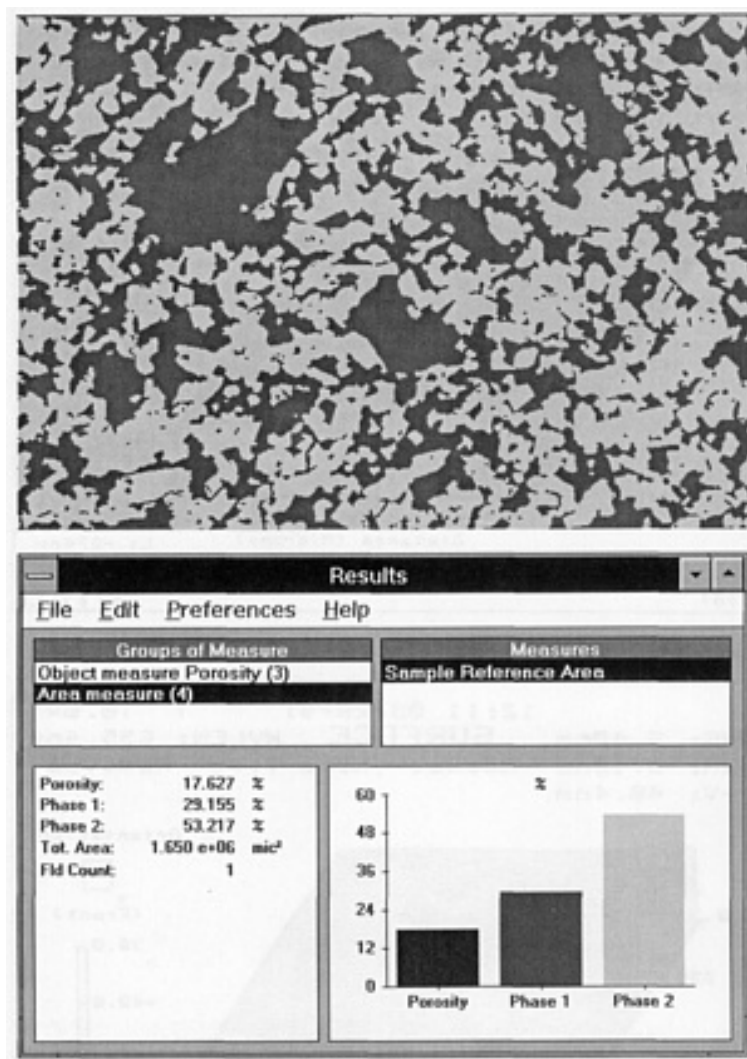 Results
File Edit Preferences Help
Groups of Measure
Object measure Porosity (3)
Area measure (4)
Measures
Sample Reference Area
Porosity: 17.627 %
Phase 1: 29.155 %
Phase 2: 53.217 %
Tot. Area: 1.650 e+06 mic²
Fld Count: 1
%
60
48
36
24
12
0
Porosity Phase 1 Phase 2